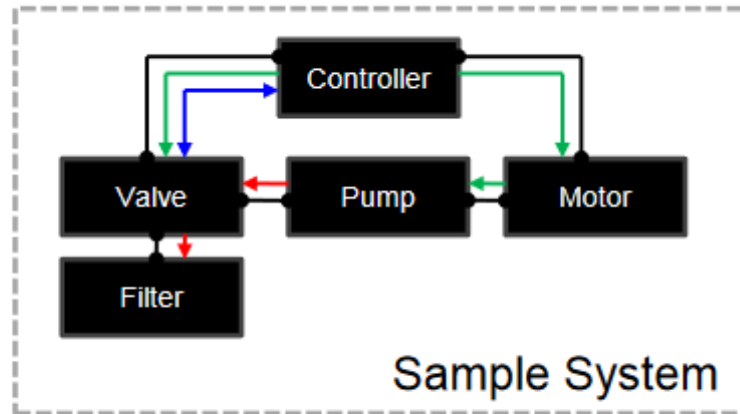 Controller
Valve
Pump
Motor
Filter
Sample System